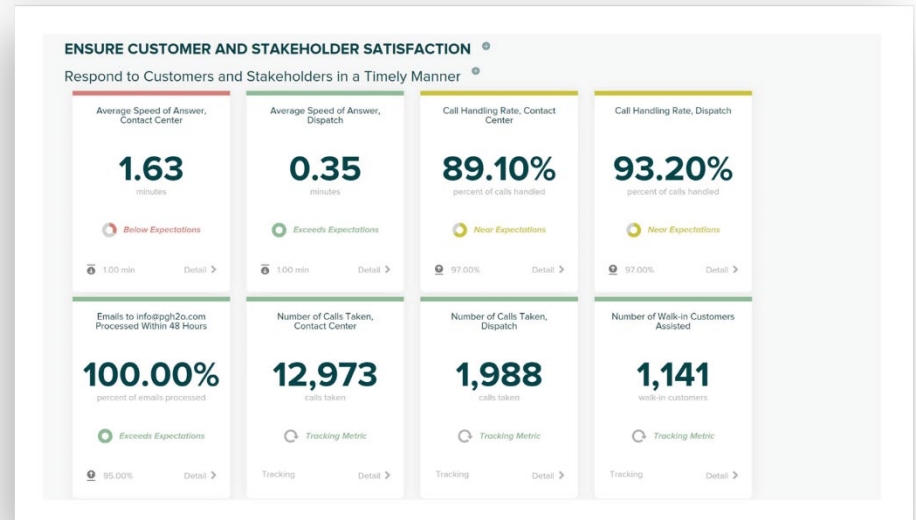 ENSURE CUSTOMER AND STAKEHOLDER SATISFACTION
Respond to Customers and Stakeholders in a Timely Manner
Average Speed of Answer,
Contact Center
1.63
minutes
Below Expectations
1.00 min
Detail >
Average Speed of Answer,
Dispatch
0.35
minutes
Exceeds Expectations
1.00 min
Detail >
Call Handling Rate, Contact
Center
89.10%
percent of calls handled
Near Expectations
97.00%
Detail >
Call Handling Rate, Dispatch
93.20%
percent of calls handled
Near Expectations
97.00%
Detail >
Emails to info@pgh2o.com
Processed Within 48 Hours
100.00%
percent of emails processed
Exceeds Expectations
95.00%
Detail >
Number of Calls Taken,
Contact Center
12,973
calls taken
Tracking Metric
Tracking
Detail >
Number of Calls Taken,
Dispatch
1,988
calls taken
Tracking Metric
Tracking
Detail >
Number of Walk-in Customers
Assisted
1,141
walk-in customers
Tracking Metric
Tracking
Detail >